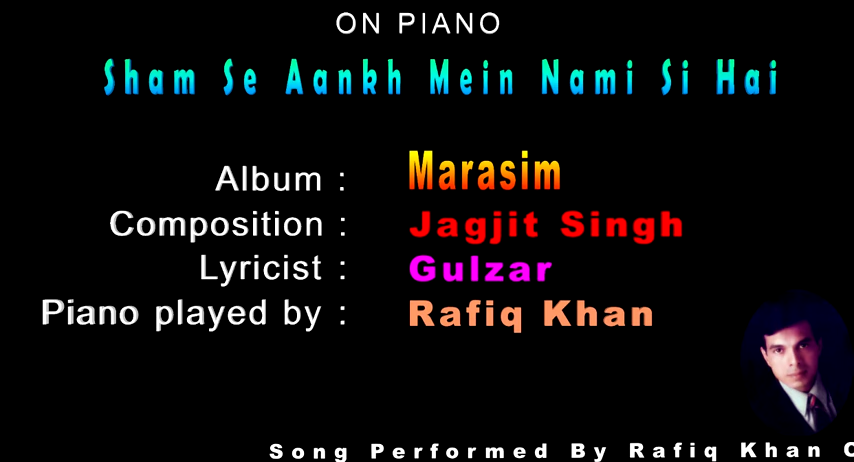 ON PIANO
Sham Se Aankh Mein Nami Si Hai
Album : Marasim
Composition : Jagjit Singh
Lyricist : Gulzar
Piano played by : Rafiq Khan
Song Performed By Rafiq Khan